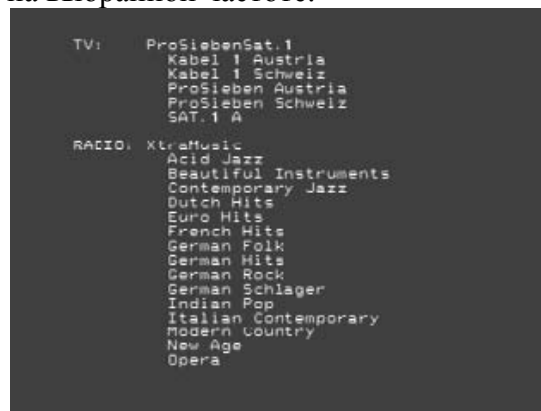 TV: ProSiebenSat.1
Kabel 1 Austria
Kabel 1 Schweiz
ProSieben Austria
ProSieben Schweiz
SAT.1 A
RADIO: XtraMusic
Acid Jazz
Beautiful Instruments
Contemporary Jazz
Dutch Hits
Euro Hits
French Hits
German Folk
German Hits
German Rock
German Schlager
Indian Pop
Italian Contemporary
Modern Country
New Age
Opera